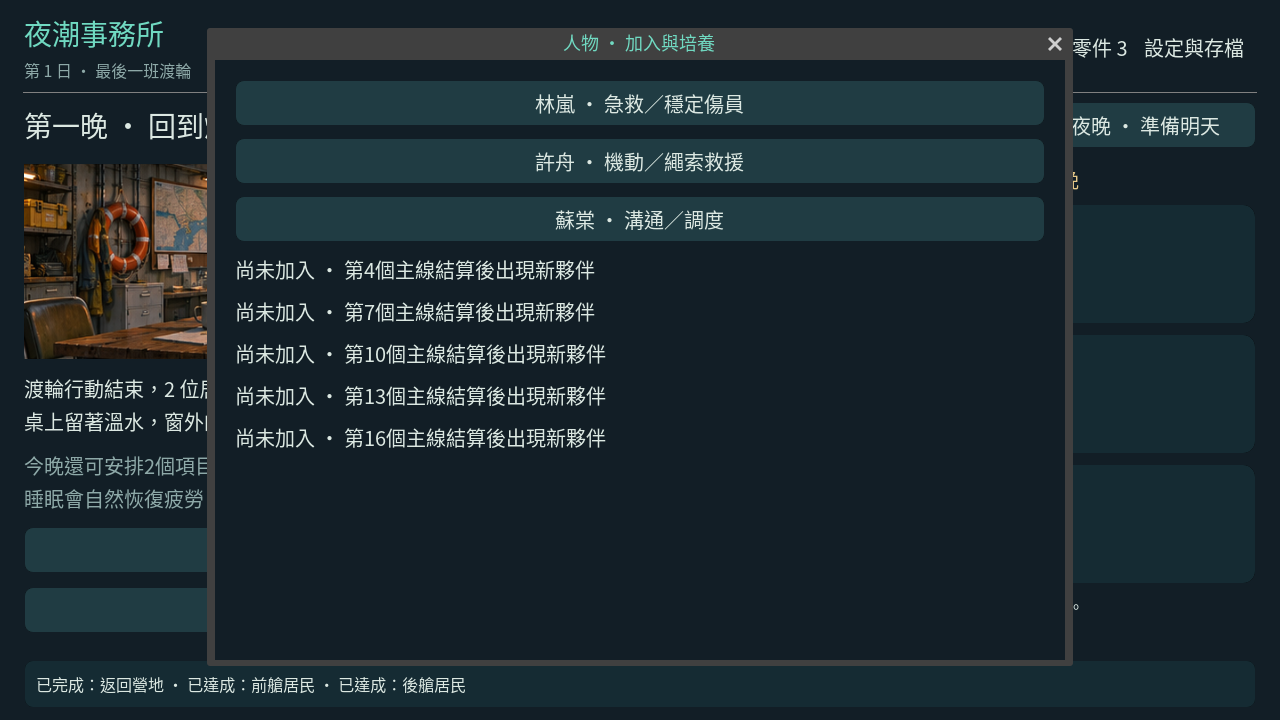 夜潮事務所
第 1 日 · 最後一班渡輪
零件 3 設定與存檔
人物 · 加入與培養
第一晚 · 回到
夜晚 · 準備明天
林嵐 · 急救／穩定傷員
許舟 · 機動／繩索救援
蘇棠 · 溝通／調度
尚未加入 · 第4個主線結算後出現新夥伴
尚未加入 · 第7個主線結算後出現新夥伴
尚未加入 · 第10個主線結算後出現新夥伴
尚未加入 · 第13個主線結算後出現新夥伴
尚未加入 · 第16個主線結算後出現新夥伴
渡輪行動結束，2 位
桌上留著溫水，窗外
今晚還可安排2個項目
睡眠會自然恢復疲勞
。
已完成：返回營地 · 已達成：前艙居民 · 已達成：後艙居民